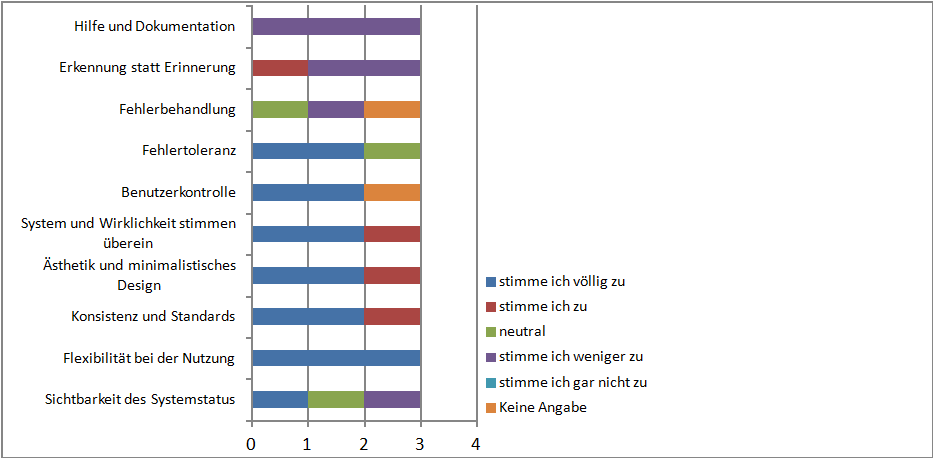 Hilfe und Dokumentation
Erkennung statt Erinnerung
Fehlerbehandlung
Fehlertoleranz
Benutzerkontrolle
System und Wirklichkeit stimmen
überein
Ästhetik und minimalistisches
Design
Konsistenz und Standards
Flexibilität bei der Nutzung
Sichtbarkeit des Systemstatus
0 1 2 3 4
stimme ich völlig zu
stimme ich zu
neutral
stimme ich weniger zu
stimme ich gar nicht zu
Keine Angabe